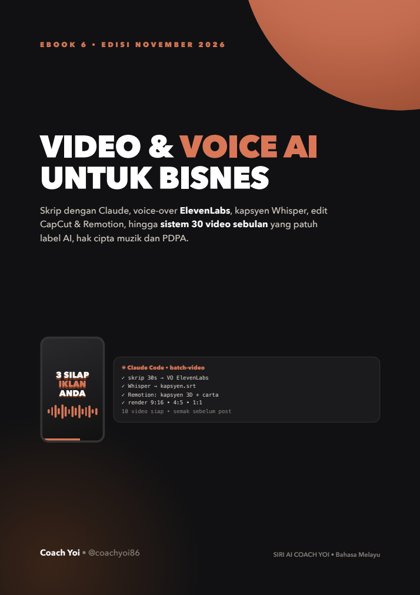 EBOOK 6 • EDISI NOVEMBER 2026
VIDEO & VOICE AI
UNTUK BISNES
Skrip dengan Claude, voice-over ElevenLabs, kapsyen Whisper, edit
CapCut & Remotion, hingga sistem 30 video sebulan yang patuh
label AI, hak cipta muzik dan PDPA.
3 SILAP
IKLAN
ANDA
✳ Claude Code • batch-video
✓ skrip 30s → VO ElevenLabs
✓ Whisper → kapsyen.srt
✓ Remotion: kapsyen 3D + carta
✓ render 9:16 • 4:5 • 1:1
10 video siap • semak sebelum post
Coach Yoi • @coachyoi86
SIRI AI COACH YOI • Bahasa Melayu